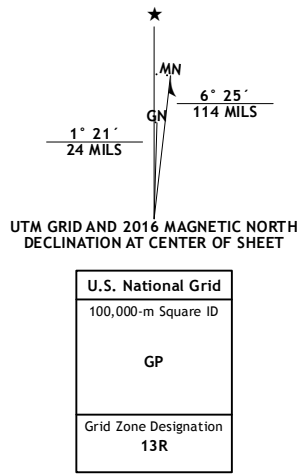 MN
GN
6° 25´
114 MILS
1° 21´
24 MILS
UTM GRID AND 2016 MAGNETIC NORTH
DECLINATION AT CENTER OF SHEET
U.S. National Grid
100,000-m Square ID
GP
Grid Zone Designation
13R